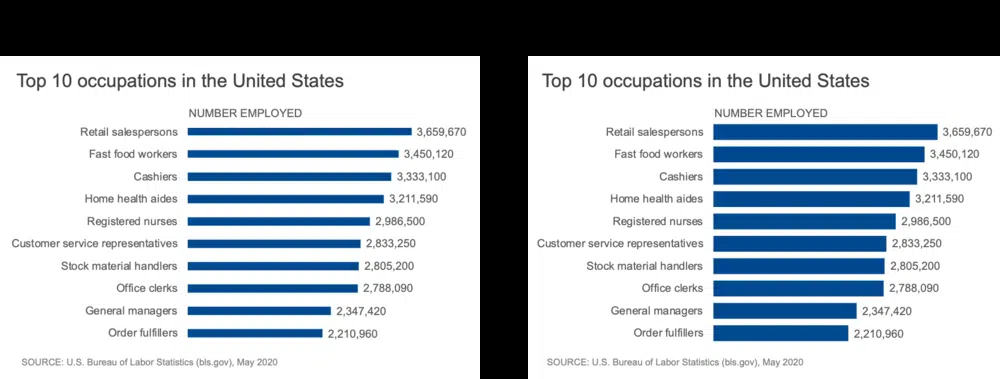 Top 10 occupations in the United States
NUMBER EMPLOYED
Retail salespersons 3,659,670
Fast food workers 3,450,120
Cashiers 3,333,100
Home health aides 3,211,590
Registered nurses 2,986,500
Customer service representatives 2,833,250
Stock material handlers 2,805,200
Office clerks 2,788,090
General managers 2,347,420
Order fulfillers 2,210,960
SOURCE: U.S. Bureau of Labor Statistics (bls.gov), May 2020
Top 10 occupations in the United States
NUMBER EMPLOYED
Retail salespersons 3,659,670
Fast food workers 3,450,120
Cashiers 3,333,100
Home health aides 3,211,590
Registered nurses 2,986,500
Customer service representatives 2,833,250
Stock material handlers 2,805,200
Office clerks 2,788,090
General managers 2,347,420
Order fulfillers 2,210,960
SOURCE: U.S. Bureau of Labor Statistics (bls.gov), May 2020